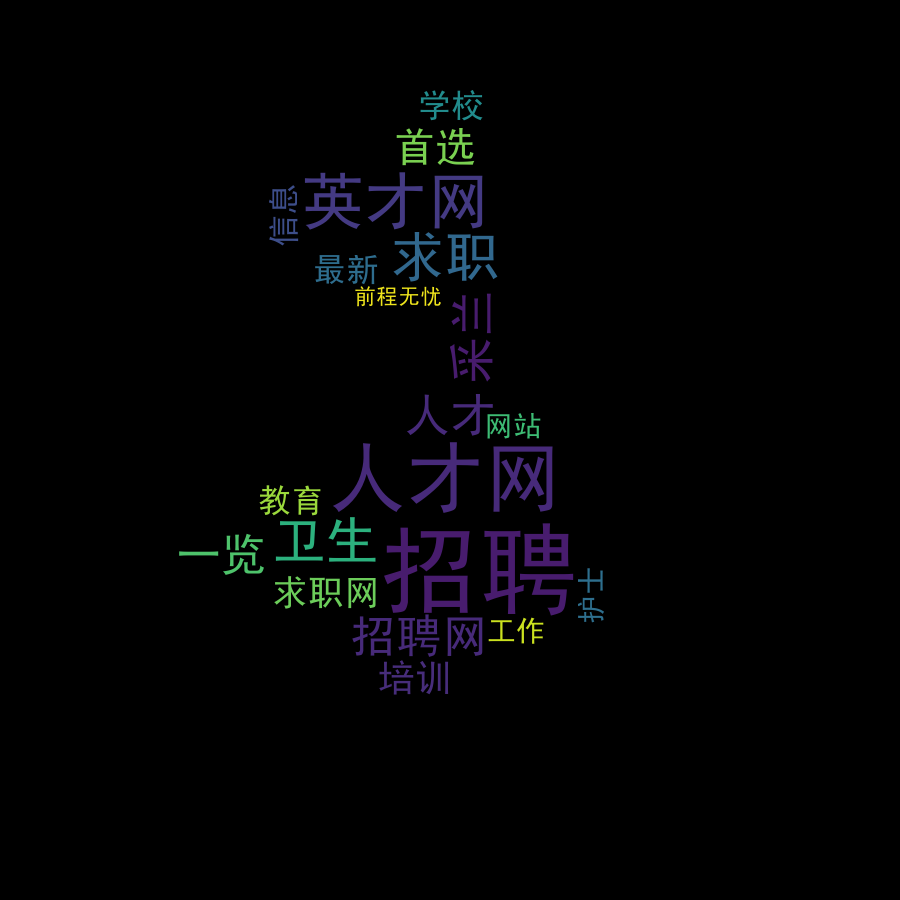 学校
首选
英才网
信息
求职
最新
前程无忧
采兰
人才
网站
人才网
教育
卫生
一览
招聘
求职网
护士
招聘网
工作
培训